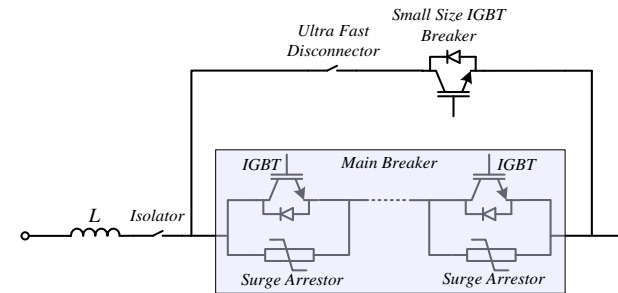 Small Size IGBT
Breaker
Ultra Fast
Disconnector
IGBT
Main Breaker
IGBT
L
Isolator
Surge Arrestor
Surge Arrestor